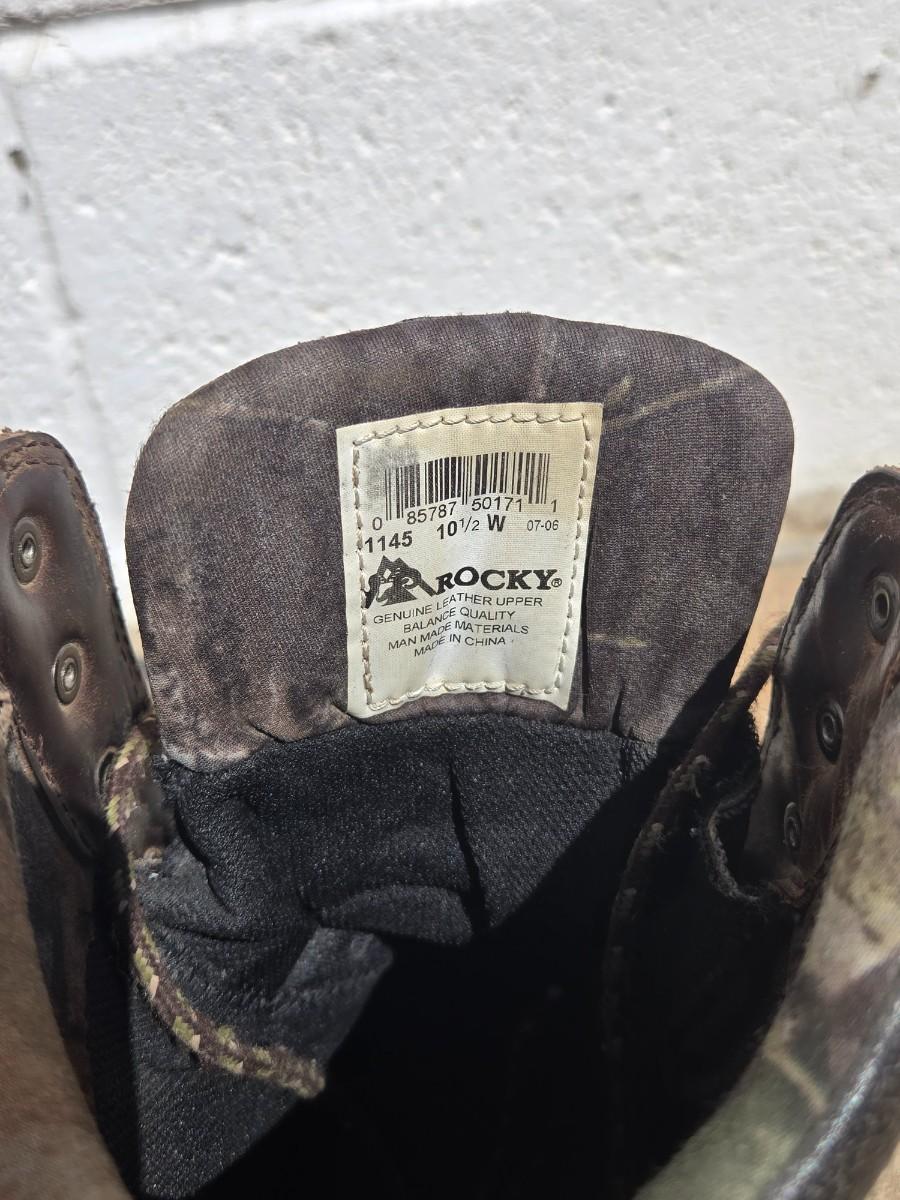 0 85787 50171 1
1145 10 1/2 W 07-06
ROCKY®
GENUINE LEATHER UPPER
BALANCE QUALITY
MAN MADE MATERIALS
MADE IN CHINA